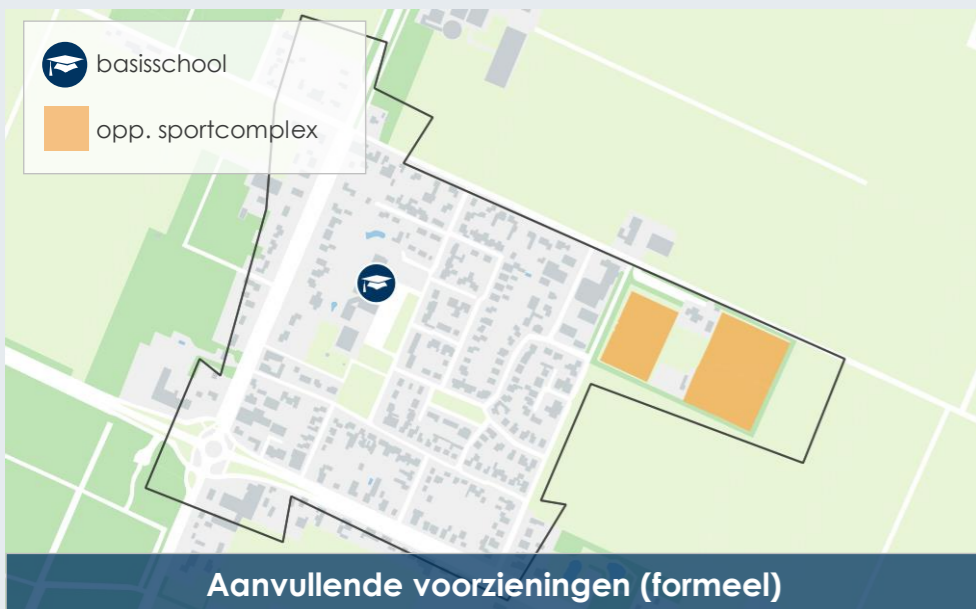 basisschool
opp. sportcomplex
Aanvullende voorzieningen (formeel)